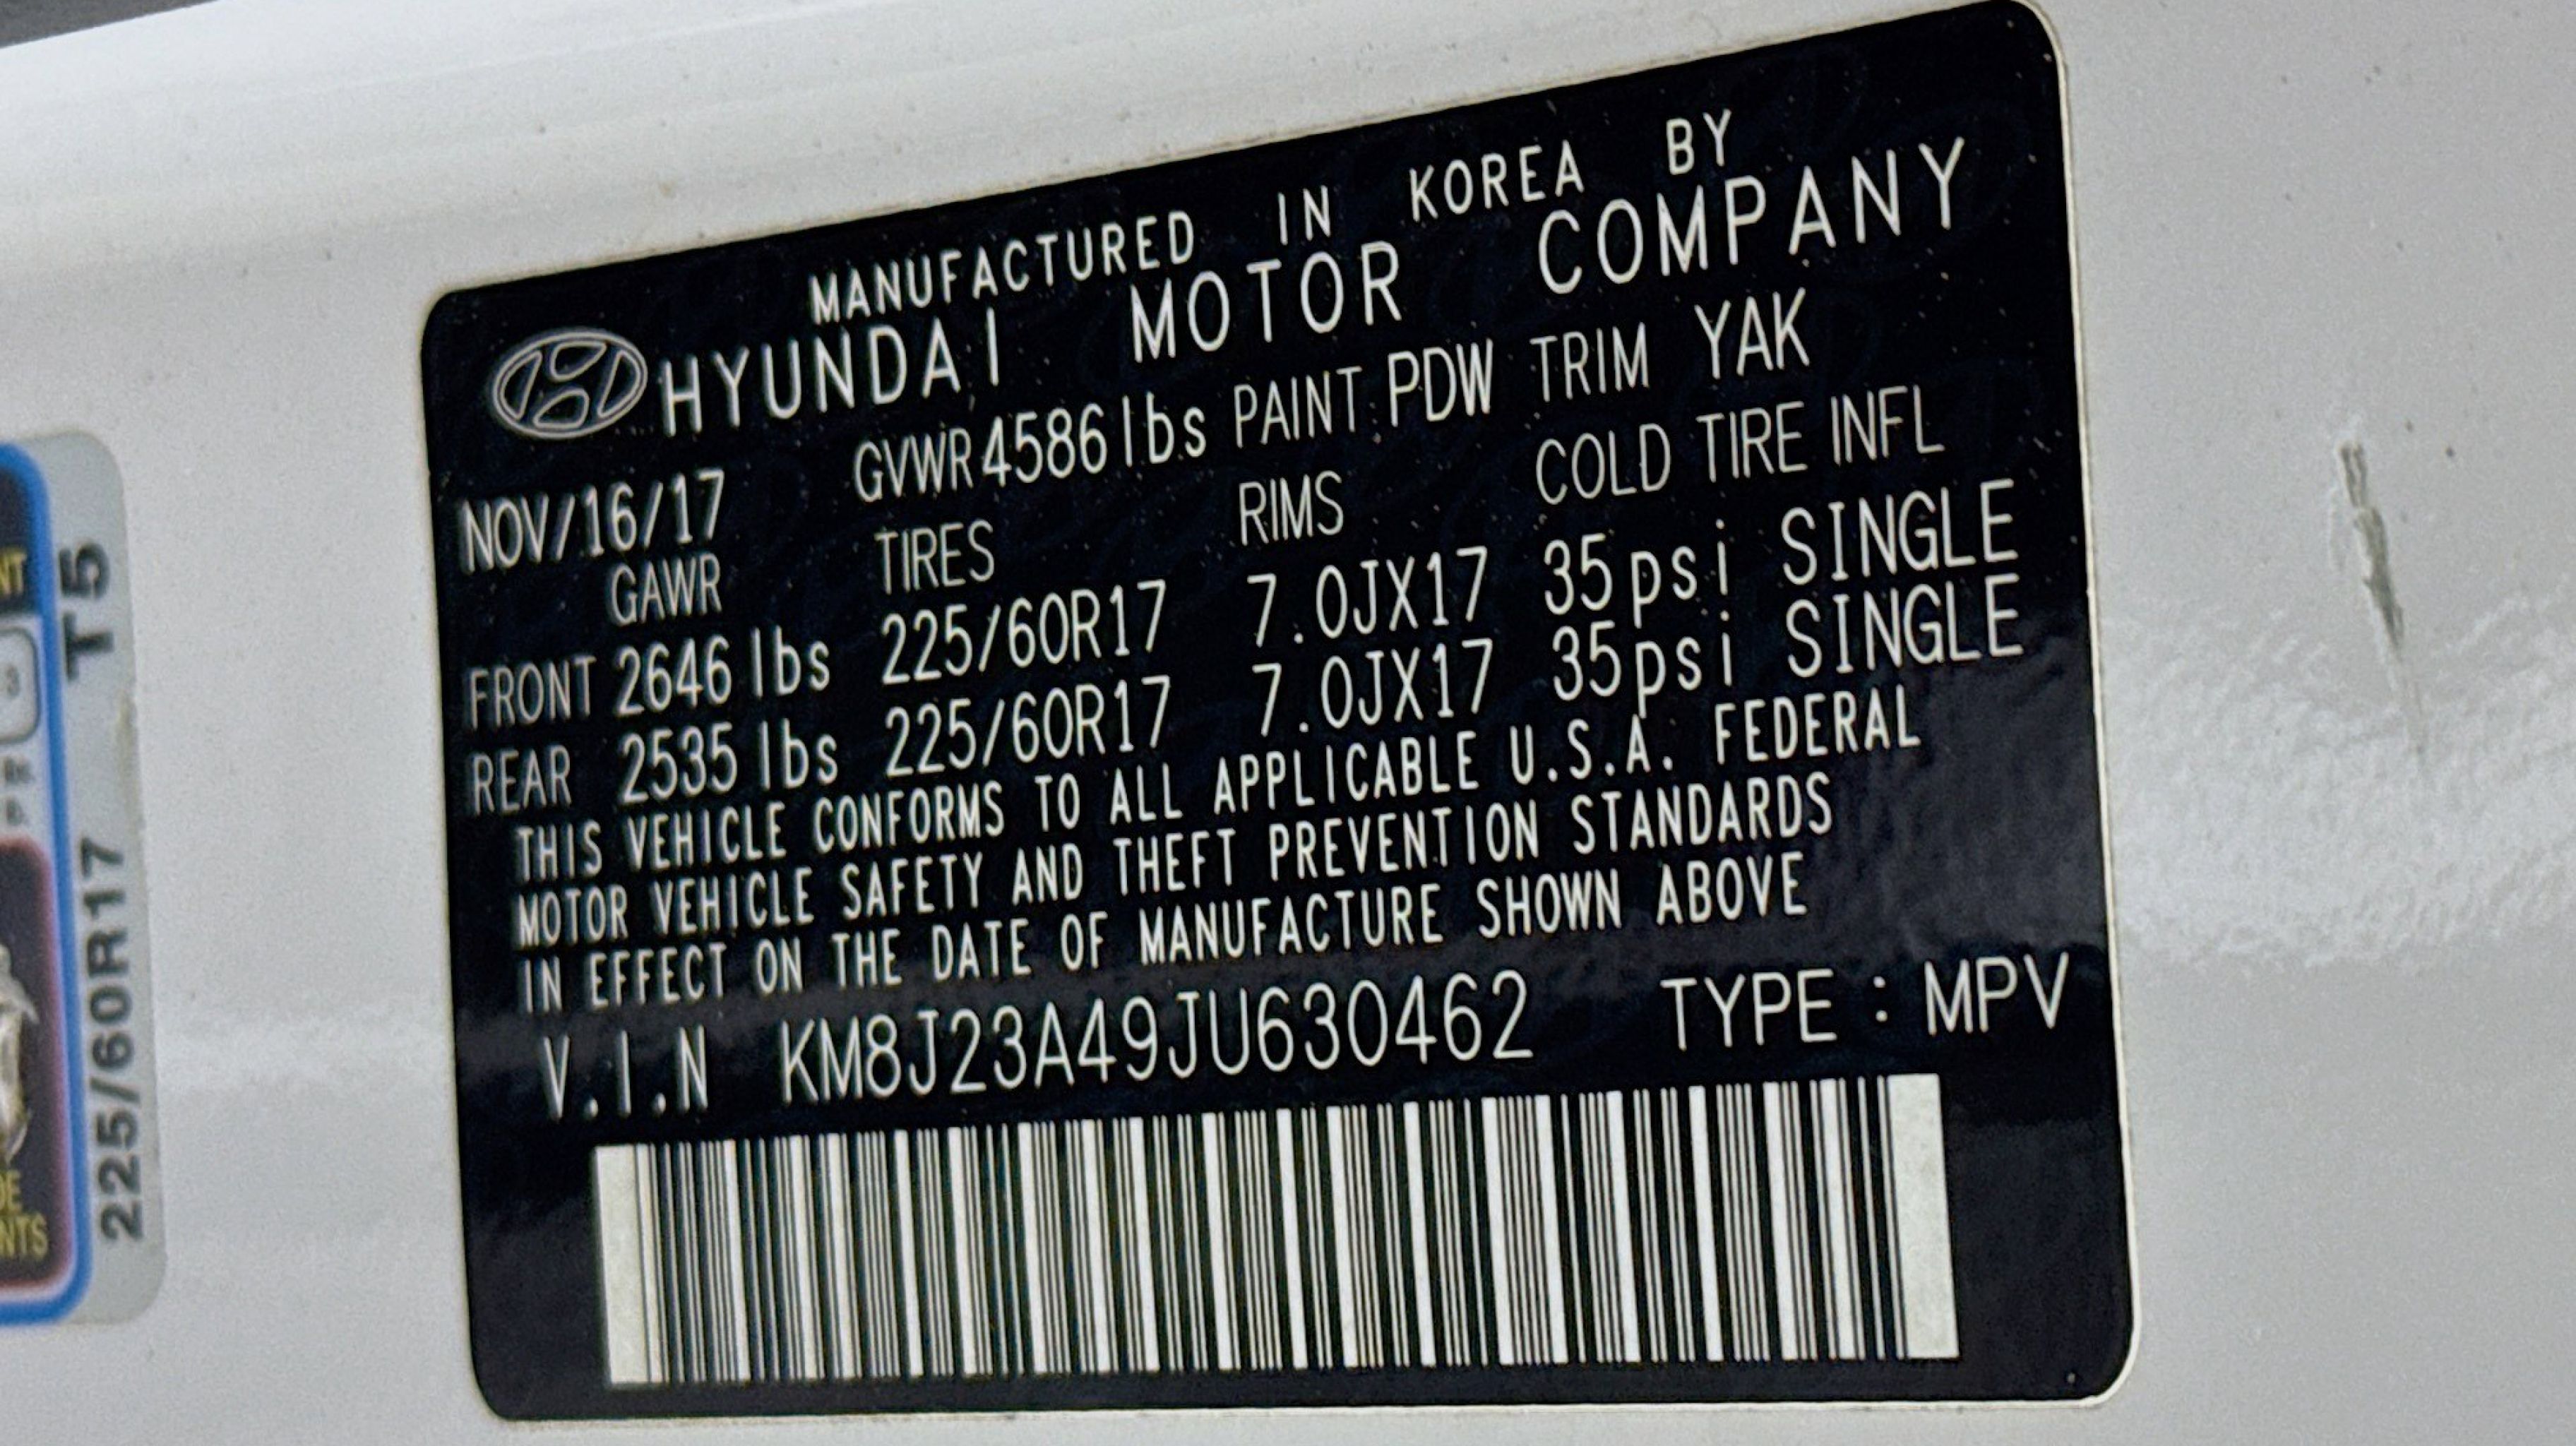 MANUFACTURED IN KOREA BY
HYUNDAI MOTOR COMPANY
NOV/16/17 GVWR 4586 lbs PAINT PDW TRIM YAK
GAWR TIRES RIMS COLD TIRE INFL
FRONT 2646 lbs 225/60R17 7.0JX17 35psi SINGLE
REAR 2535 lbs 225/60R17 7.0JX17 35psi SINGLE
THIS VEHICLE CONFORMS TO ALL APPLICABLE U.S.A. FEDERAL
MOTOR VEHICLE SAFETY AND THEFT PREVENTION STANDARDS
IN EFFECT ON THE DATE OF MANUFACTURE SHOWN ABOVE
V.I.N KM8J23A49JU630462 TYPE : MPV
225/60R17 T5